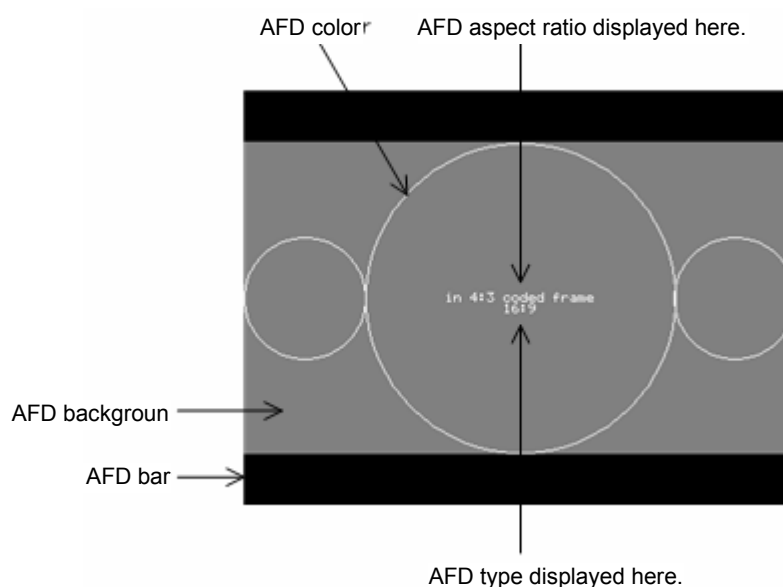 AFD color
AFD aspect ratio displayed here.
in 4:3 coded frame
16:9
AFD backgroun
AFD bar
AFD type displayed here.